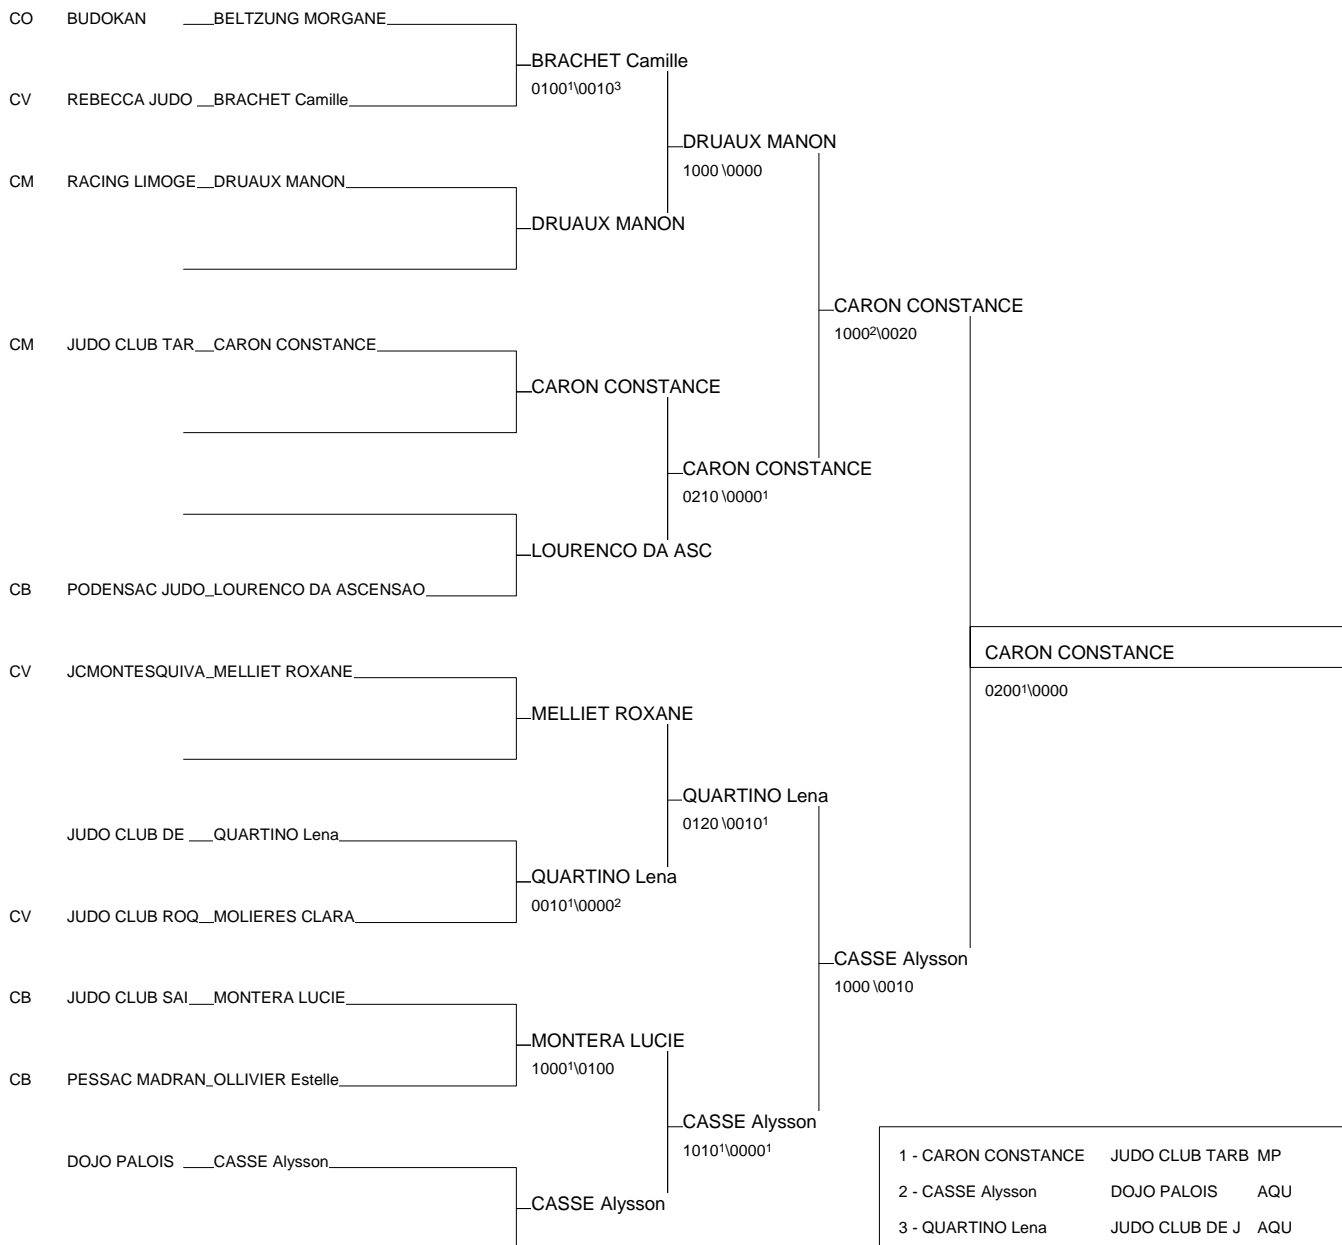 CO BUDOKAN BELTZUNG MORGANE
BRACHET Camille
0100¹\0010³
CV REBECCA JUDO BRACHET Camille
DRUAUX MANON
1000 \0000
CM RACING LIMOGE DRUAUX MANON
DRUAUX MANON
CARON CONSTANCE
1000²\0020
CM JUDO CLUB TAR CARON CONSTANCE
CARON CONSTANCE
CARON CONSTANCE
0210 \0000¹
LOURENCO DA ASC
CB PODENSAC JUDO LOURENCO DA ASCENSAO
CARON CONSTANCE
0200¹\0000
CV JCMONTESQUIVA MELLIET ROXANE
MELLIET ROXANE
QUARTINO Lena
0120 \0010¹
JUDO CLUB DE QUARTINO Lena
QUARTINO Lena
0010¹\0000²
CV JUDO CLUB ROQ MOLIERES CLARA
CASSE Alysson
1000 \0010
CB JUDO CLUB SAI MONTERA LUCIE
MONTERA LUCIE
1000¹\0100
CB PESSAC MADRAN OLLIVIER Estelle
CASSE Alysson
1010¹\0000¹
DOJO PALOIS CASSE Alysson
CASSE Alysson
1 - CARON CONSTANCE JUDO CLUB TARB MP
2 - CASSE Alysson DOJO PALOIS AQU
3 - QUARTINO Lena JUDO CLUB DE J AQU